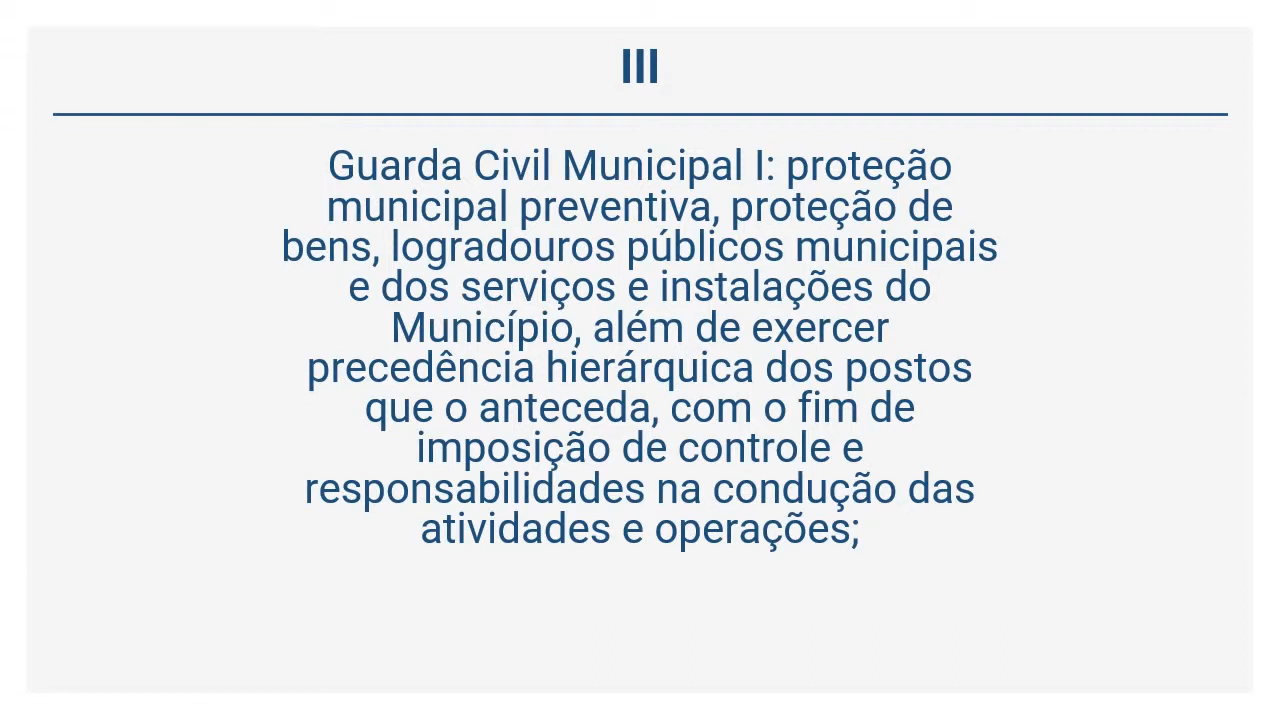 III
Guarda Civil Municipal I: proteção
municipal preventiva, proteção de
bens, logradouros públicos municipais
e dos serviços e instalações do
Município, além de exercer
precedência hierárquica dos postos
que o anteceda, com o fim de
imposição de controle e
responsabilidades na condução das
atividades e operações;